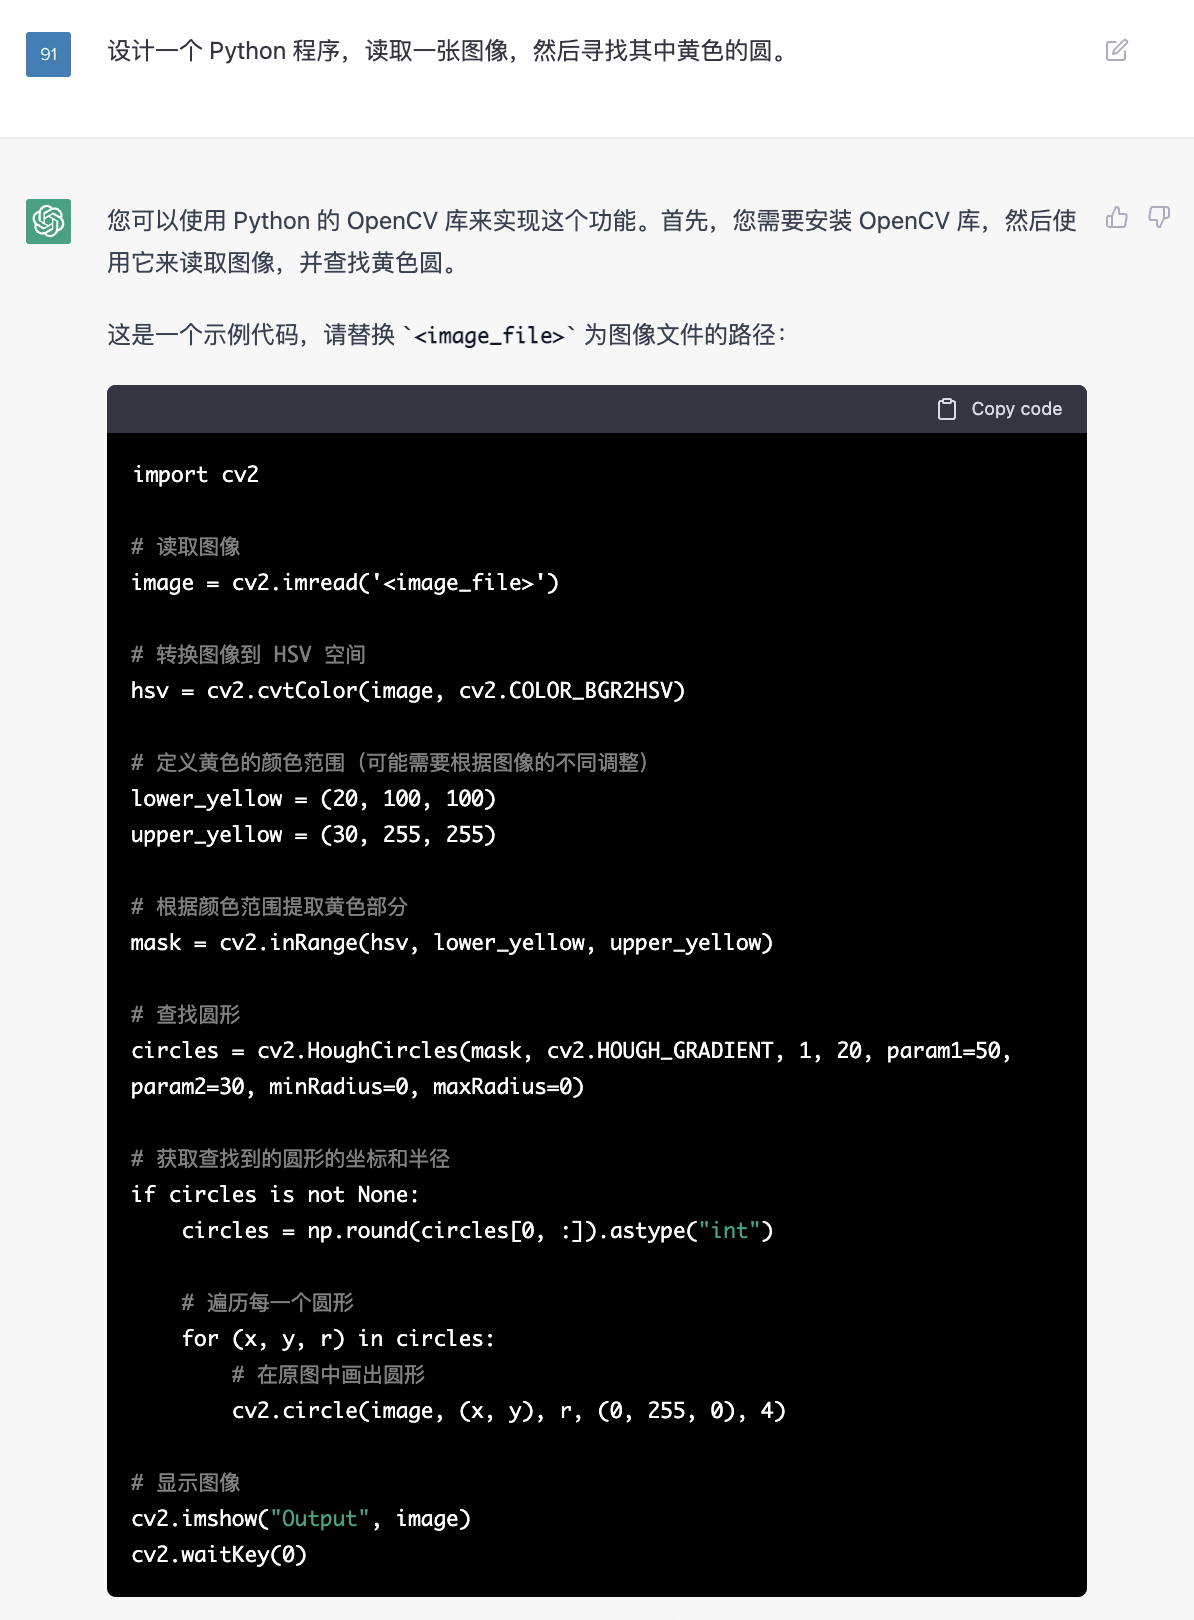 91
设计一个 Python 程序，读取一张图像，然后寻找其中黄色的圆。
您可以使用 Python 的 OpenCV 库来实现这个功能。首先，您需要安装 OpenCV 库，然后使
用它来读取图像，并查找黄色圆。
这是一个示例代码，请替换 `<image_file>` 为图像文件的路径：
Copy code
import cv2
# 读取图像
image = cv2.imread('<image_file>')
# 转换图像到 HSV 空间
hsv = cv2.cvtColor(image, cv2.COLOR_BGR2HSV)
# 定义黄色的颜色范围（可能需要根据图像的不同调整）
lower_yellow = (20, 100, 100)
upper_yellow = (30, 255, 255)
# 根据颜色范围提取黄色部分
mask = cv2.inRange(hsv, lower_yellow, upper_yellow)
# 查找圆形
circles = cv2.HoughCircles(mask, cv2.HOUGH_GRADIENT, 1, 20, param1=50,
param2=30, minRadius=0, maxRadius=0)
# 获取查找到的圆形的坐标和半径
if circles is not None:
    circles = np.round(circles[0, :]).astype("int")
    # 遍历每一个圆形
    for (x, y, r) in circles:
        # 在原图中画出圆形
        cv2.circle(image, (x, y), r, (0, 255, 0), 4)
# 显示图像
cv2.imshow("Output", image)
cv2.waitKey(0)